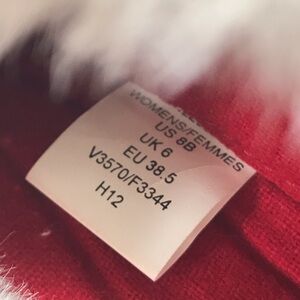 WOMENS/FEMMES
US 8B
UK 6
EU 38.5
V3570/F3344
H12